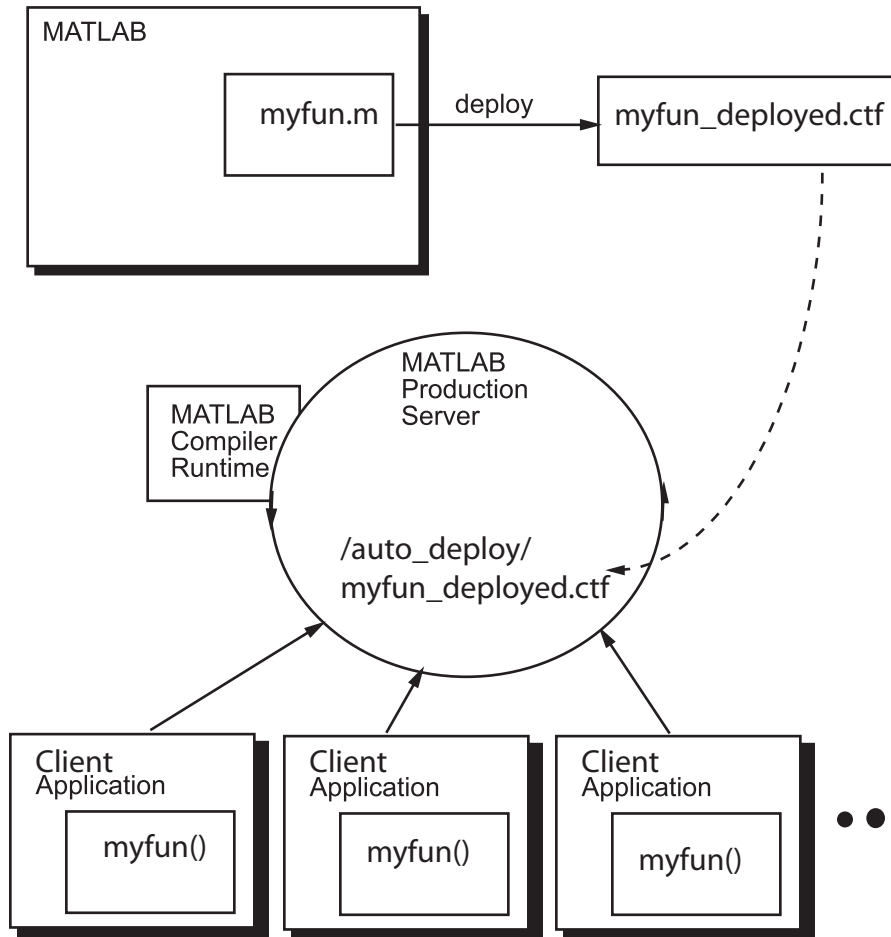 MATLAB
myfun.m
deploy
myfun_deployed.ctf
MATLAB
Production
Server
MATLAB
Compiler
Runtime
/auto_deploy/
myfun_deployed.ctf
Client
Application
myfun()
Client
Application
myfun()
Client
Application
myfun()